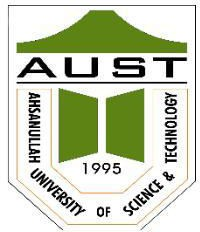 AUST
1995
AHSANULLAH UNIVERSITY OF SCIENCE & TECHNOLOGY